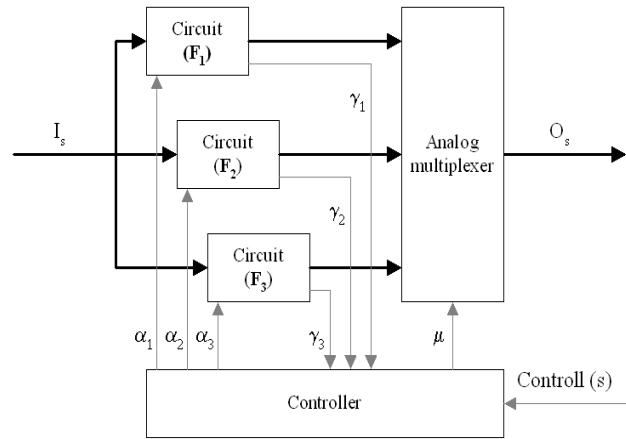 Circuit
(F1)
γ1
Is
Circuit
(F2)
Analog
multiplexer
Os
γ2
Circuit
(F3)
α1
α2
α3
γ3
μ
Controll (s)
Controller